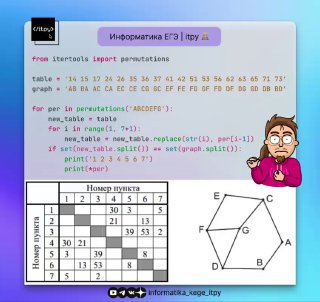 </itpy>
Информатика ЕГЭ | itpy
from itertools import permutations
table = '14 15 17 24 26 35 36 37 41 42 51 53 56 62 63 65 71 73'
graph = 'AB BA AC CA EC CE CG GC EF FE FG GF FD DF DG GD DB BD'
for per in permutations('ABCDEFG'):
new_table = table
for i in range(1, 7+1):
new_table = new_table.replace(str(i), per[i-1])
if set(new_table.split()) == set(graph.split()):
print('1 2 3 4 5 6 7')
print(*per)
Номер пункта
1 2 3 4 5 6 7
Номер пункта
1 30 3 5
2 21 13
3 39 53 2
4 30 21
5 3 39 8
6 13 53 8
7 5 2
E
C
F
G
A
D
B
informatika_kege_itpy